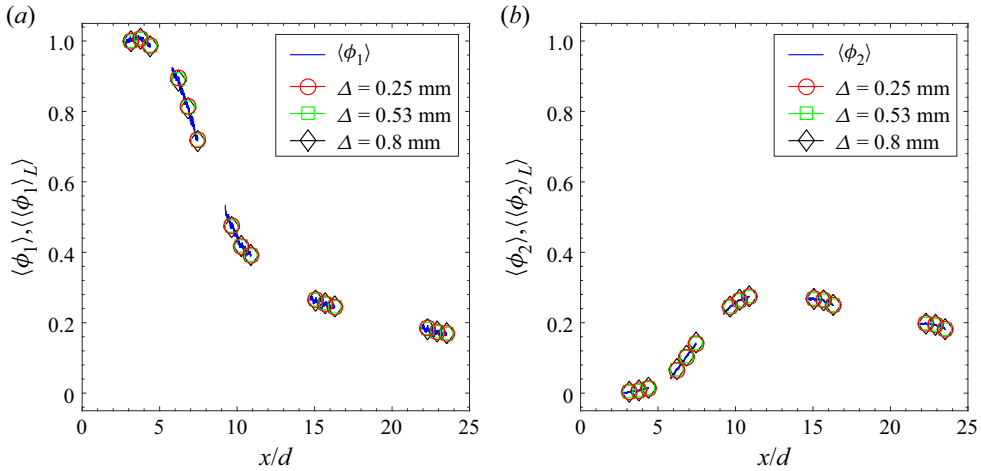 (a)
1.0
0.8
0.6
0.4
0.2
0
0 5 10 15 20 25
x/d
⟨ϕ1⟩,⟨⟨ϕ1⟩L⟩
⟨ϕ1⟩
Δ = 0.25 mm
Δ = 0.53 mm
Δ = 0.8 mm
(b)
1.0
0.8
0.6
0.4
0.2
0
0 5 10 15 20 25
x/d
⟨ϕ2⟩,⟨⟨ϕ2⟩L⟩
⟨ϕ2⟩
Δ = 0.25 mm
Δ = 0.53 mm
Δ = 0.8 mm